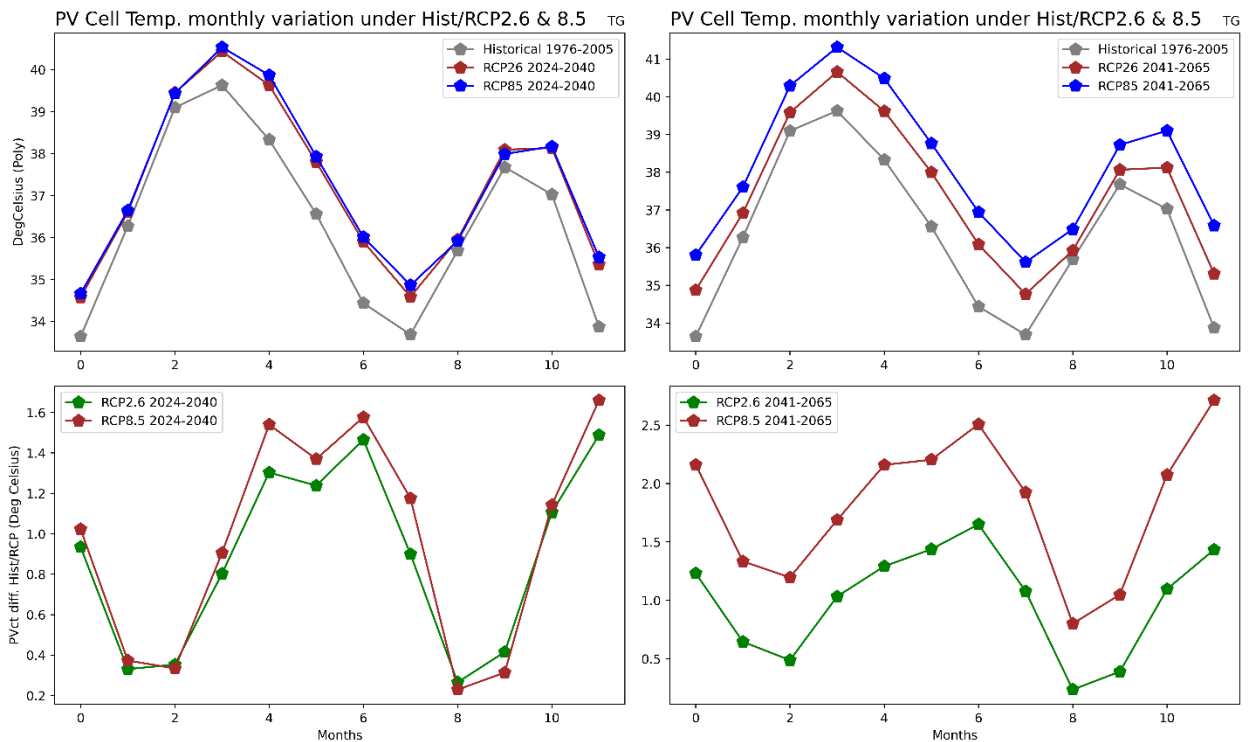 PV Cell Temp. monthly variation under Hist/RCP2.6 & 8.5 TG
DegCelsius (Poly)
40
39
38
37
36
35
34
Historical 1976-2005
RCP26 2024-2040
RCP85 2024-2040
0 2 4 6 8 10
PV Cell Temp. monthly variation under Hist/RCP2.6 & 8.5 TG
41
40
39
38
37
36
35
34
Historical 1976-2005
RCP26 2041-2065
RCP85 2041-2065
0 2 4 6 8 10
PVct diff. Hist/RCP (Deg Celsius)
1.6
1.4
1.2
1.0
0.8
0.6
0.4
0.2
RCP2.6 2024-2040
RCP8.5 2024-2040
0 2 4 6 8 10
Months
2.5
2.0
1.5
1.0
0.5
RCP2.6 2041-2065
RCP8.5 2041-2065
0 2 4 6 8 10
Months